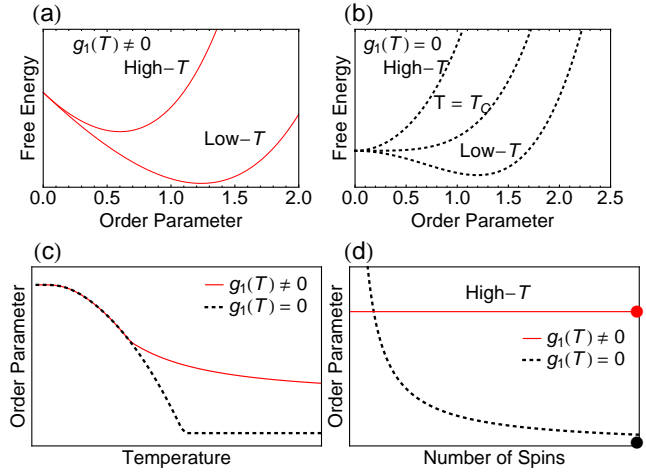 (a)
g₁(T) ≠ 0
High-T
Low-T
Free Energy
0.0 0.5 1.0 1.5 2.0
Order Parameter
(b)
g₁(T) = 0
High-T
T = T_C
Low-T
Free Energy
0.0 0.5 1.0 1.5 2.0 2.5
Order Parameter
(c)
g₁(T) ≠ 0
g₁(T) = 0
Order Parameter
Temperature
(d)
High-T
g₁(T) ≠ 0
g₁(T) = 0
Order Parameter
Number of Spins